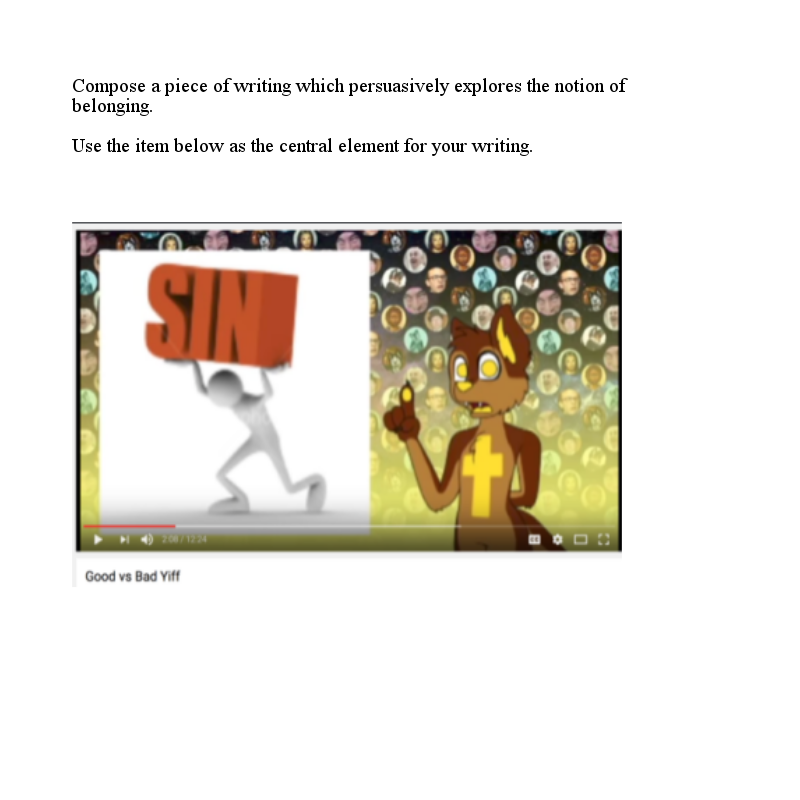 Compose a piece of writing which persuasively explores the notion of
belonging.
Use the item below as the central element for your writing.
SIN
2:08 / 12:24
Good vs Bad Yiff